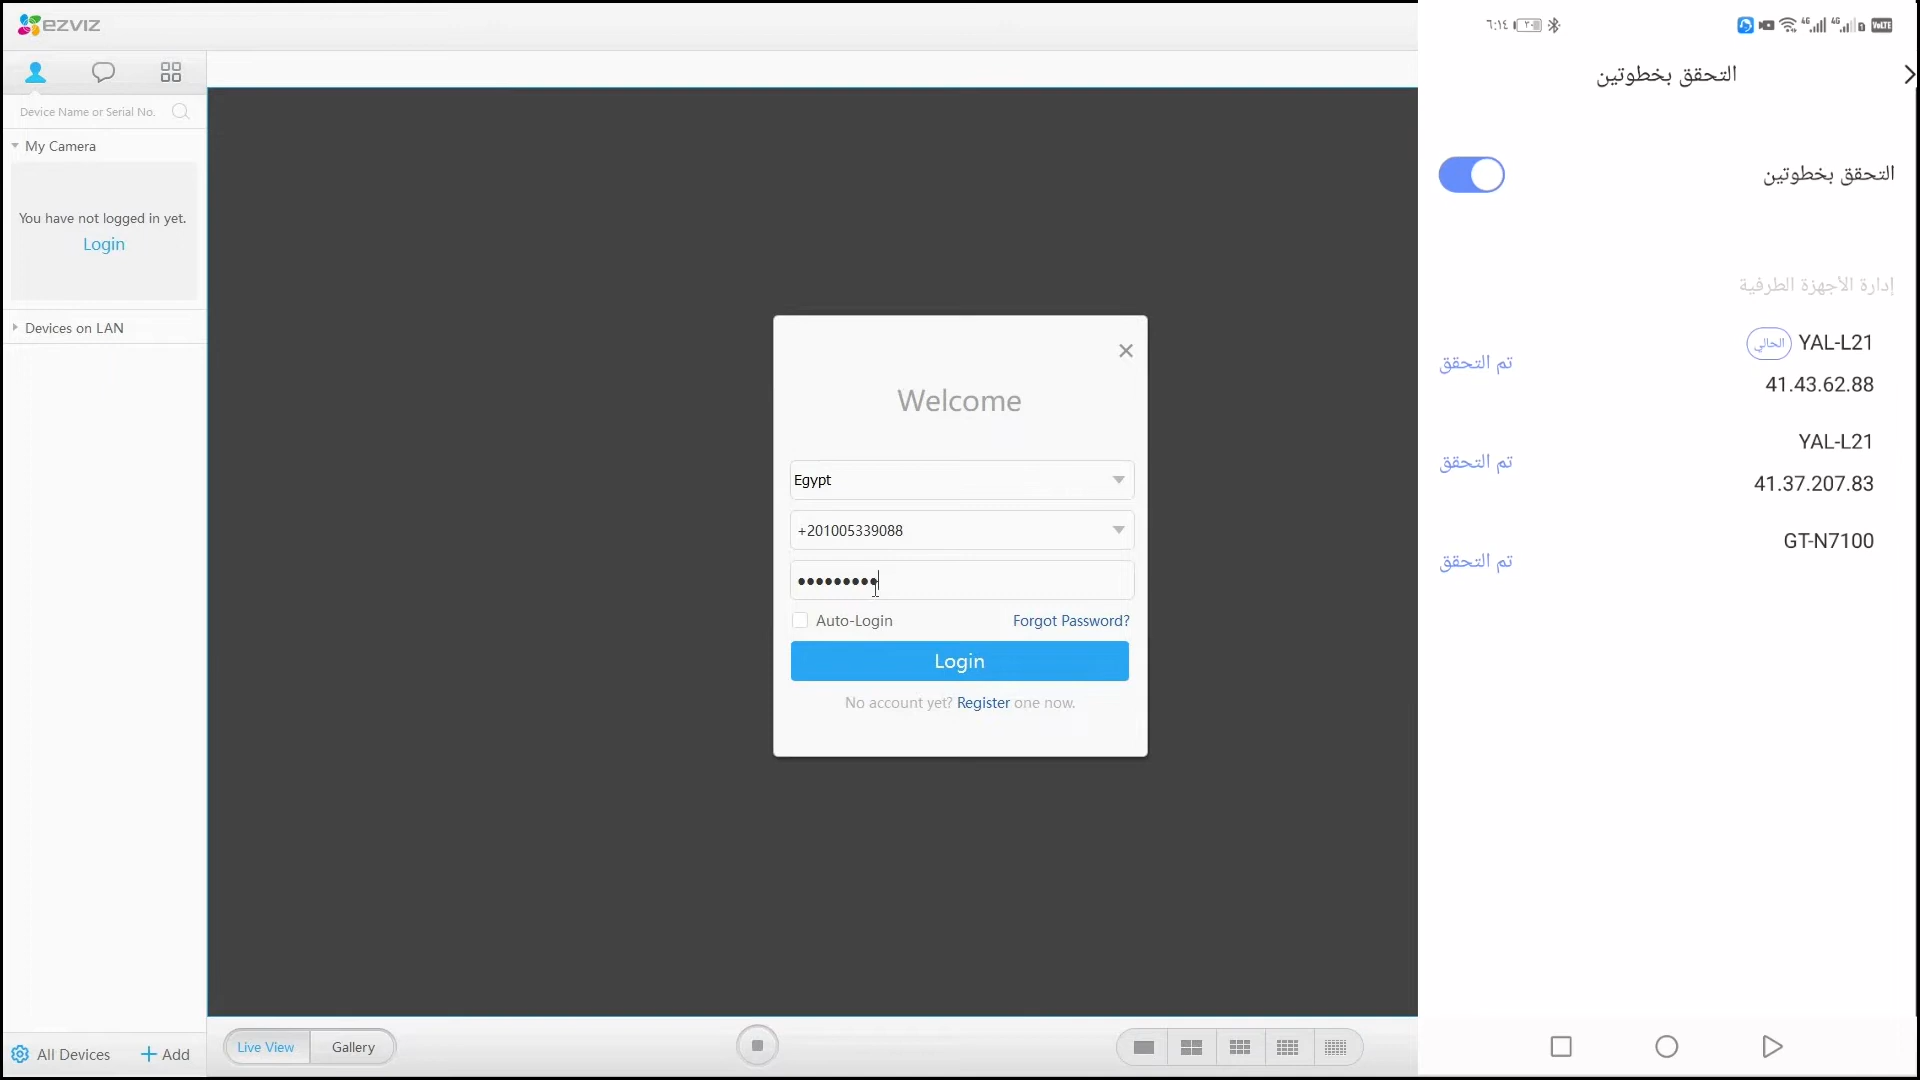 ezviz
Device Name or Serial No.
My Camera
You have not logged in yet.
Login
Devices on LAN
All Devices
Add
Live View
Gallery
Welcome
Egypt
+201005339088
•••••••••
Auto-Login
Forgot Password?
Login
No account yet? Register one now.
٦:١٤
التحقق بخطوتين
التحقق بخطوتين
إدارة الأجهزة الطرفية
YAL-L21 الحالي
تم التحقق
41.43.62.88
YAL-L21
تم التحقق
41.37.207.83
GT-N7100
تم التحقق